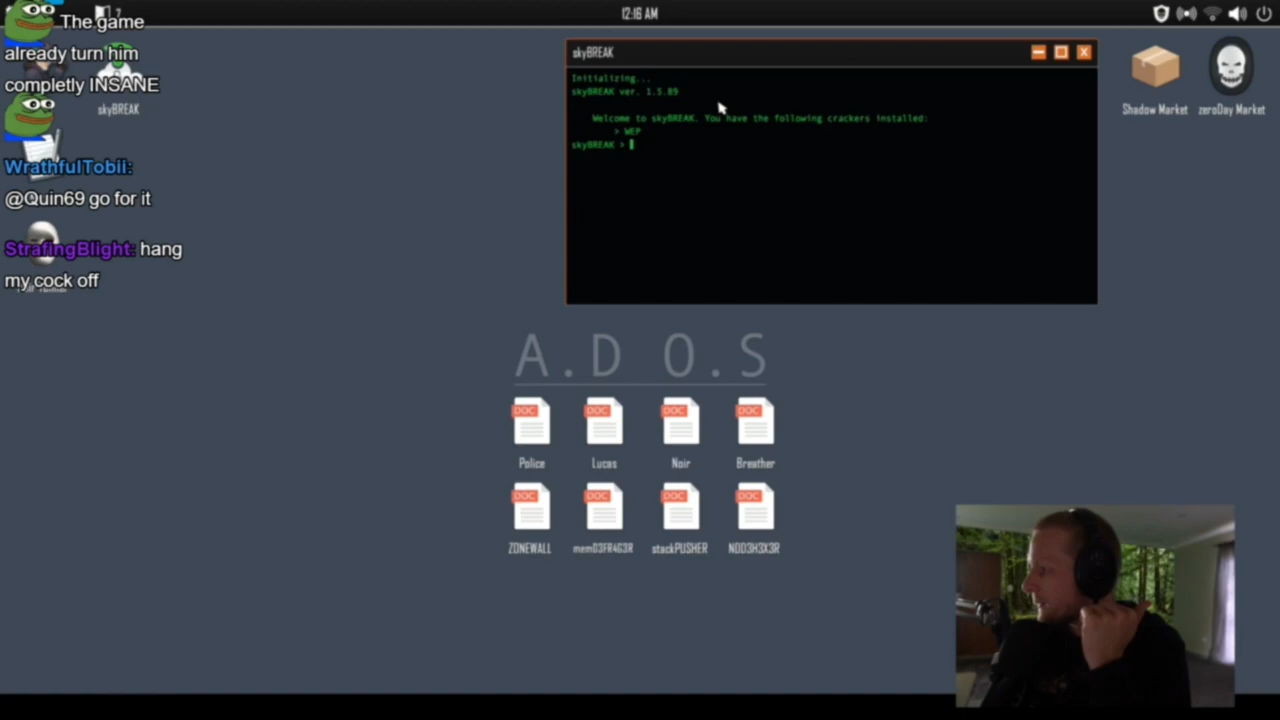 12:16 AM
The game
already turn him
completly INSANE
WrathfulTobii:
@Quin69 go for it
StrafingBlight: hang
my cock off
skyBREAK
skyBREAK
Initializing...
skyBREAK ver. 1.5.89
Welcome to skyBREAK. You have the following crackers installed:
> WEP
skyBREAK >
Shadow Market
zeroDay Market
A.D O.S
DOC
DOC
DOC
DOC
Police
Lucas
Noir
Breather
DOC
DOC
DOC
DOC
ZONEWALL
memD3FR4G3R
stackPUSHER
NODEH3X3R